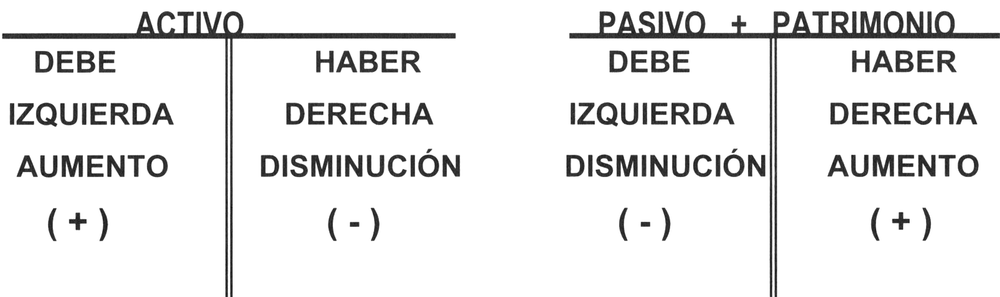 ACTIVO
DEBE HABER
IZQUIERDA DERECHA
AUMENTO DISMINUCIÓN
( + ) ( - )
PASIVO + PATRIMONIO
DEBE HABER
IZQUIERDA DERECHA
DISMINUCIÓN AUMENTO
( - ) ( + )